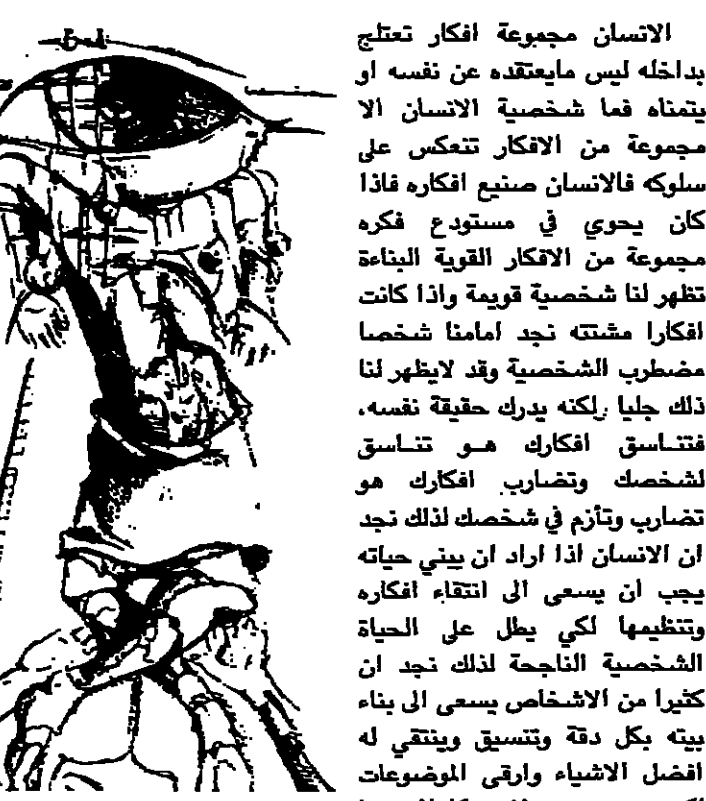 الانسان مجموعة افكار تعتلج
بداخله ليس مايعتقده عن نفسه او
يتمناه فما شخصية الانسان الا
مجموعة من الافكار تنعكس على
سلوكه فالانسان صنيع افكاره فاذا
كان يحوي في مستودع فكره
مجموعة من الافكار القوية البناءة
تظهر لنا شخصية قويمة واذا كانت
افكارا مشتته نجد امامنا شخصا
مضطرب الشخصية وقد لايظهر لنا
ذلك جليا ولكنه يدرك حقيقة نفسه،
فتناسق افكارك هو تناسق
لشخصك وتضارب افكارك هو
تضارب وتأزم في شخصك لذلك نجد
ان الانسان اذا اراد ان يبني حياته
يجب ان يسعى الى انتقاء افكاره
وتنظيمها لكي يطل على الحياة
الشخصية الناجحة لذلك نجد ان
كثيرا من الاشخاص يسعى الى بناء
بيته بكل دقة وتنسيق وينتقي له
افضل الاشياء وارقى الموضوعات